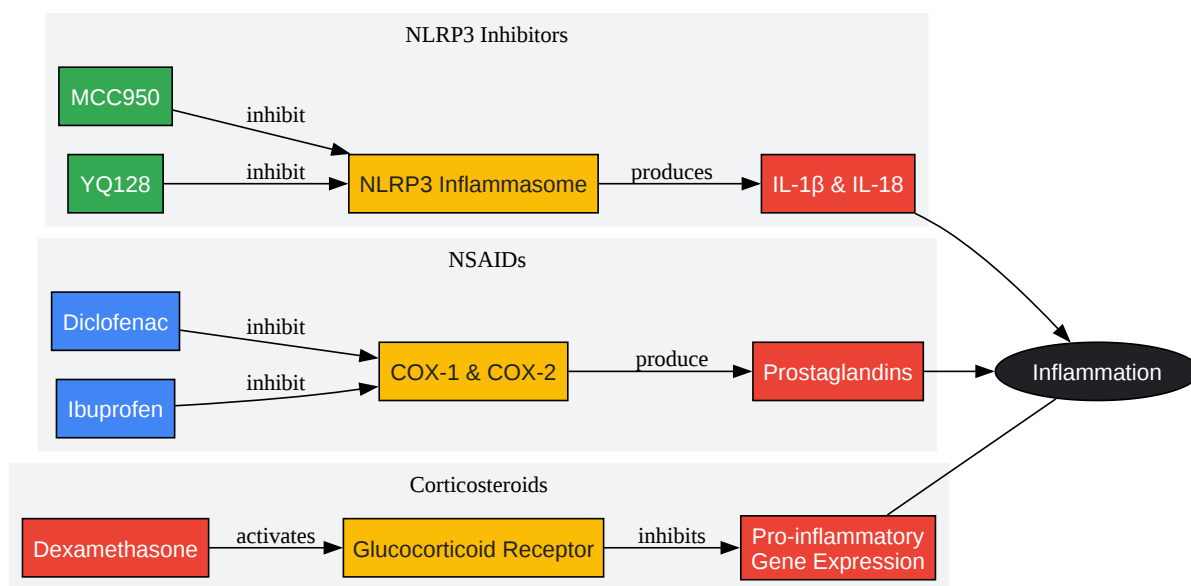 NLRP3 Inhibitors
MCC950
inhibit
YQ128
inhibit
NLRP3 Inflammasome
produces
IL-1β & IL-18
NSAIDs
Diclofenac
inhibit
Ibuprofen
inhibit
COX-1 & COX-2
produce
Prostaglandins
Inflammation
Corticosteroids
Dexamethasone
activates
Glucocorticoid Receptor
inhibits
Pro-inflammatory
Gene Expression